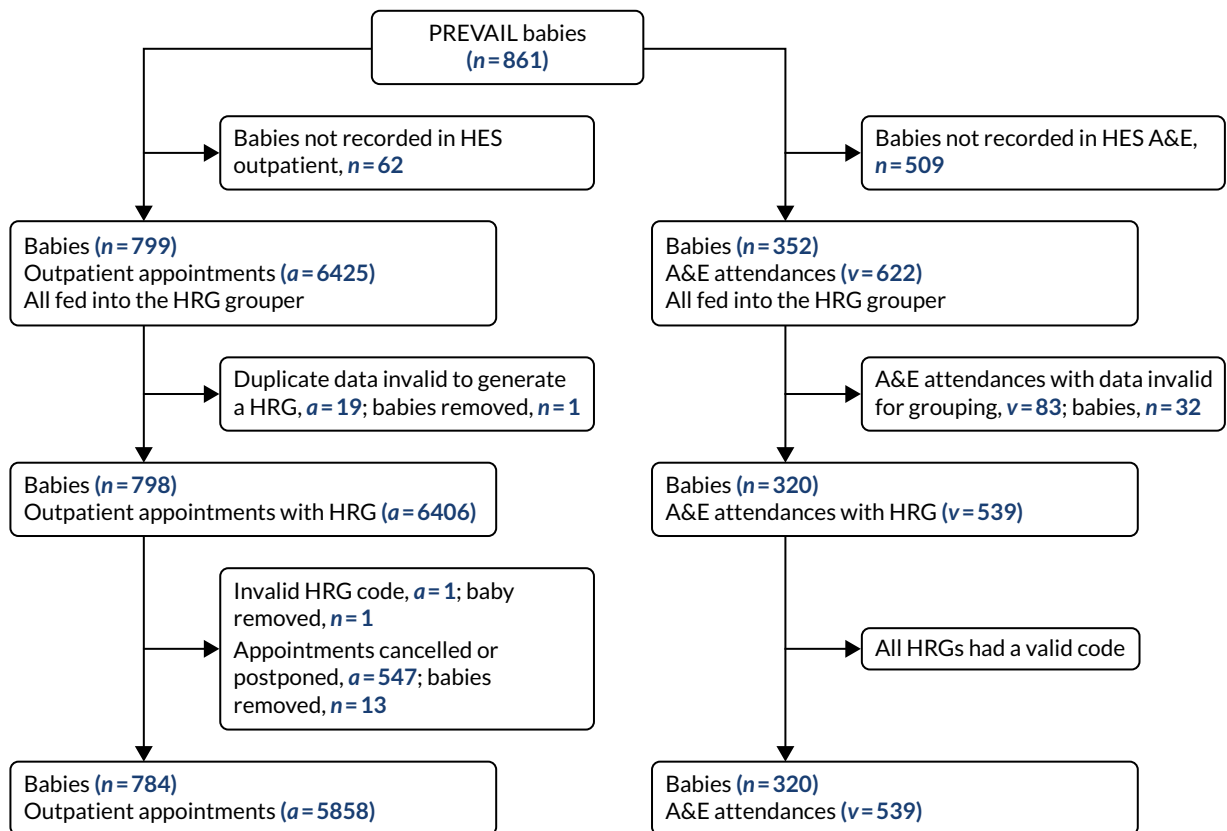 PREVAIL babies
(n=861)
Babies not recorded in HES
outpatient, n=62
Babies not recorded in HES A&E,
n=509
Babies (n=799)
Outpatient appointments (a=6425)
All fed into the HRG grouper
Babies (n=352)
A&E attendances (v=622)
All fed into the HRG grouper
Duplicate data invalid to generate
a HRG, a=19; babies removed, n=1
A&E attendances with data invalid
for grouping, v=83; babies, n=32
Babies (n=798)
Outpatient appointments with HRG (a=6406)
Babies (n=320)
A&E attendances with HRG (v=539)
Invalid HRG code, a=1; baby
removed, n=1
Appointments cancelled or
postponed, a=547; babies
removed, n=13
All HRGs had a valid code
Babies (n=784)
Outpatient appointments (a=5858)
Babies (n=320)
A&E attendances (v=539)